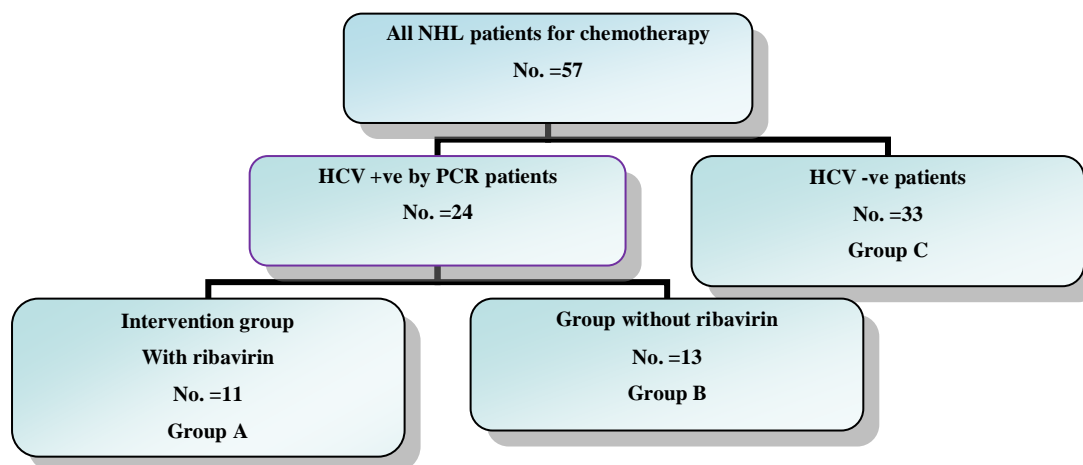 All NHL patients for chemotherapy
No. =57
HCV +ve by PCR patients
No. =24
HCV -ve patients
No. =33
Group C
Intervention group
With ribavirin
No. =11
Group A
Group without ribavirin
No. =13
Group B